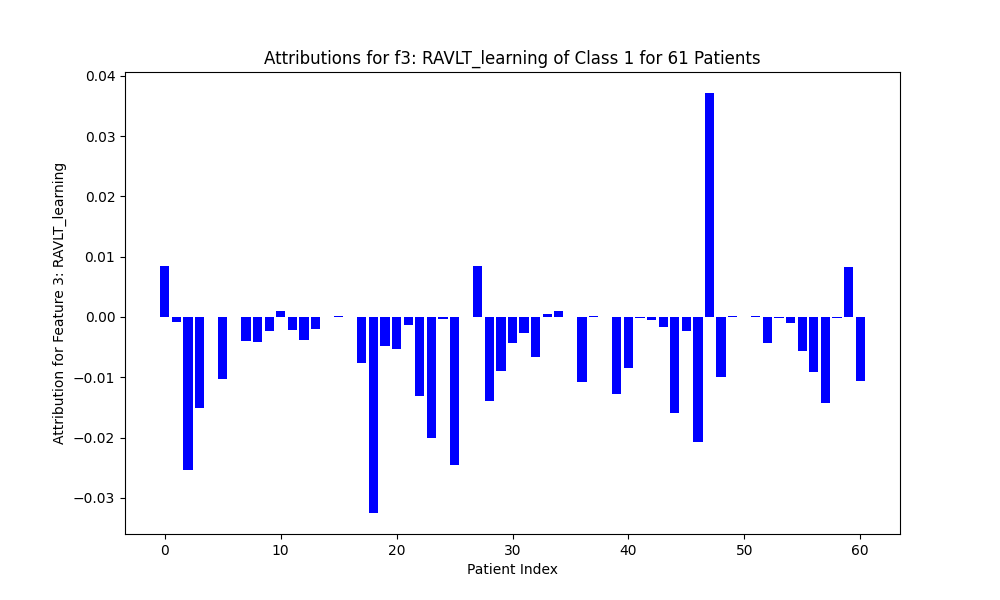 Attributions for f3: RAVLT_learning of Class 1 for 61 Patients
0.04
0.03
0.02
0.01
0.00
−0.01
−0.02
−0.03
Attribution for Feature 3: RAVLT_learning
0 10 20 30 40 50 60
Patient Index